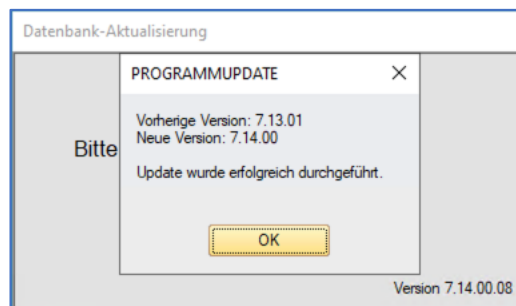 Datenbank-Aktualisierung
PROGRAMMUPDATE
Vorherige Version: 7.13.01
Neue Version: 7.14.00
Bitte
Update wurde erfolgreich durchgeführt.
OK
Version 7.14.00.08